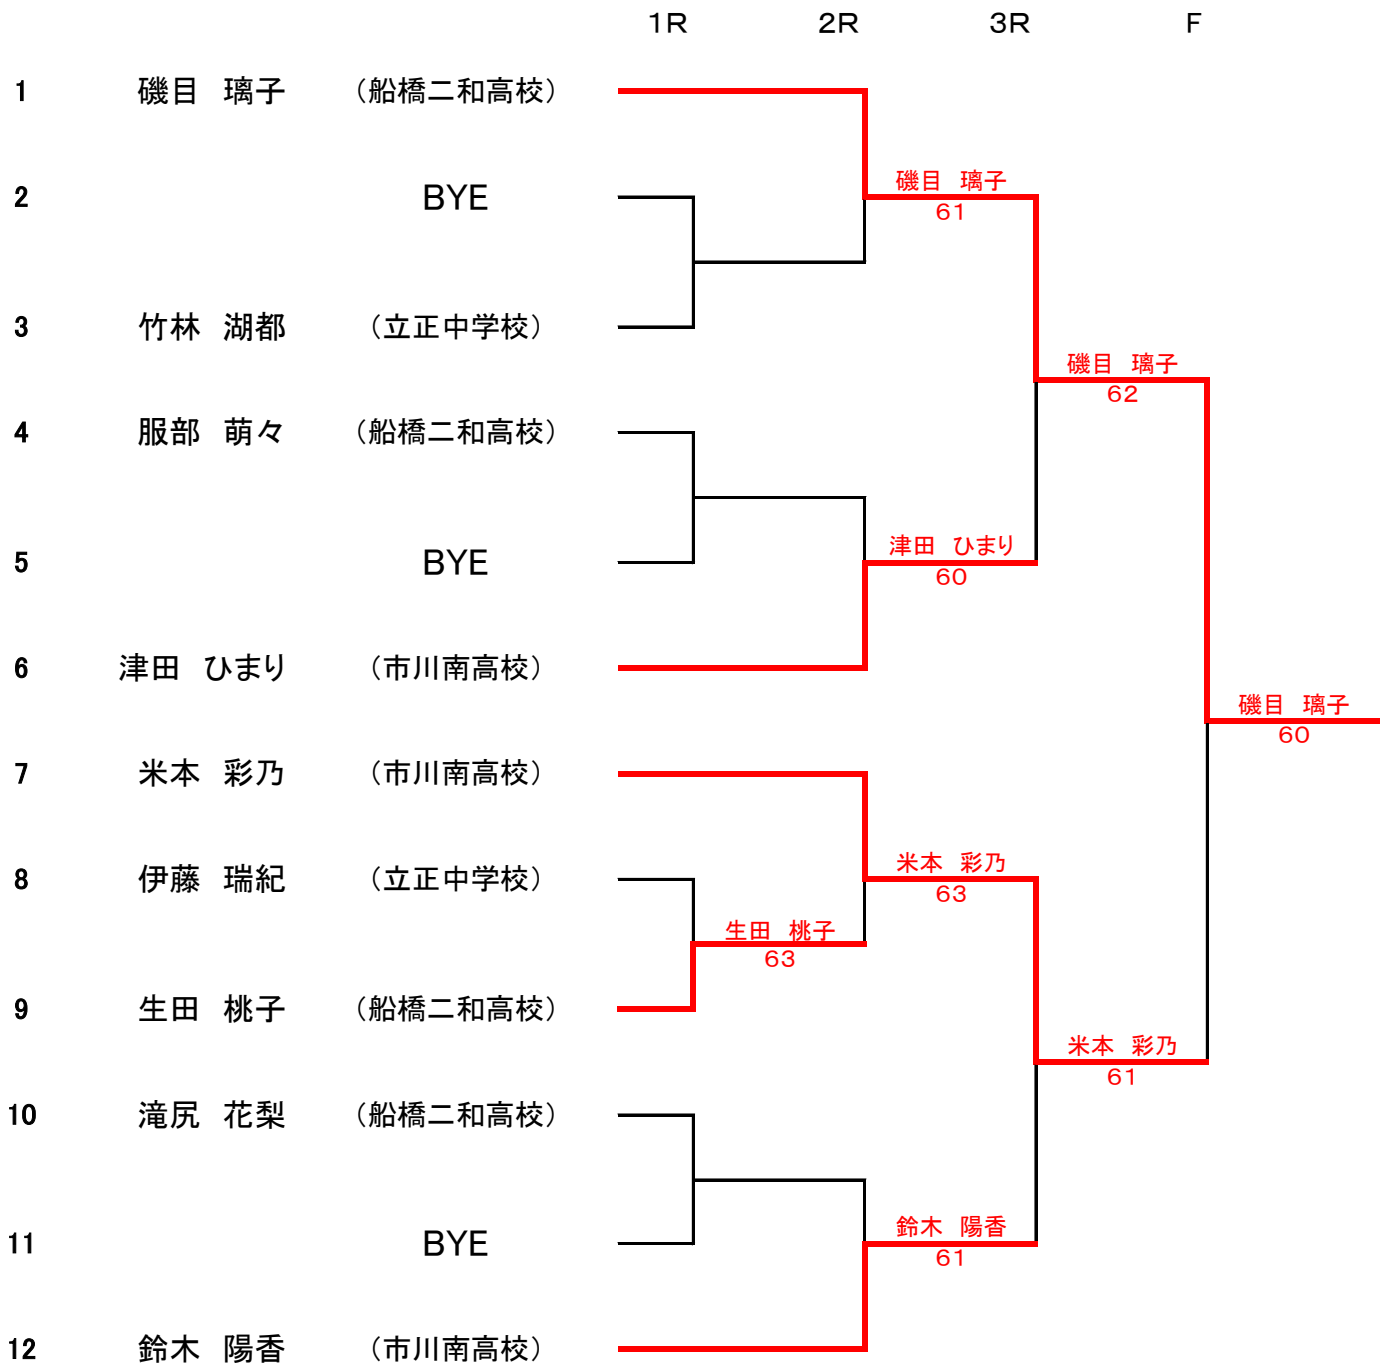 1R 2R 3R F
1 磯目 璃子 （船橋二和高校）
2 BYE
磯目 璃子
61
3 竹林 湖都 （立正中学校）
磯目 璃子
62
4 服部 萌々 （船橋二和高校）
5 BYE
津田 ひまり
60
6 津田 ひまり （市川南高校）
磯目 璃子
60
7 米本 彩乃 （市川南高校）
8 伊藤 瑞紀 （立正中学校）
米本 彩乃
63
生田 桃子
63
9 生田 桃子 （船橋二和高校）
米本 彩乃
61
10 滝尻 花梨 （船橋二和高校）
11 BYE
鈴木 陽香
61
12 鈴木 陽香 （市川南高校）